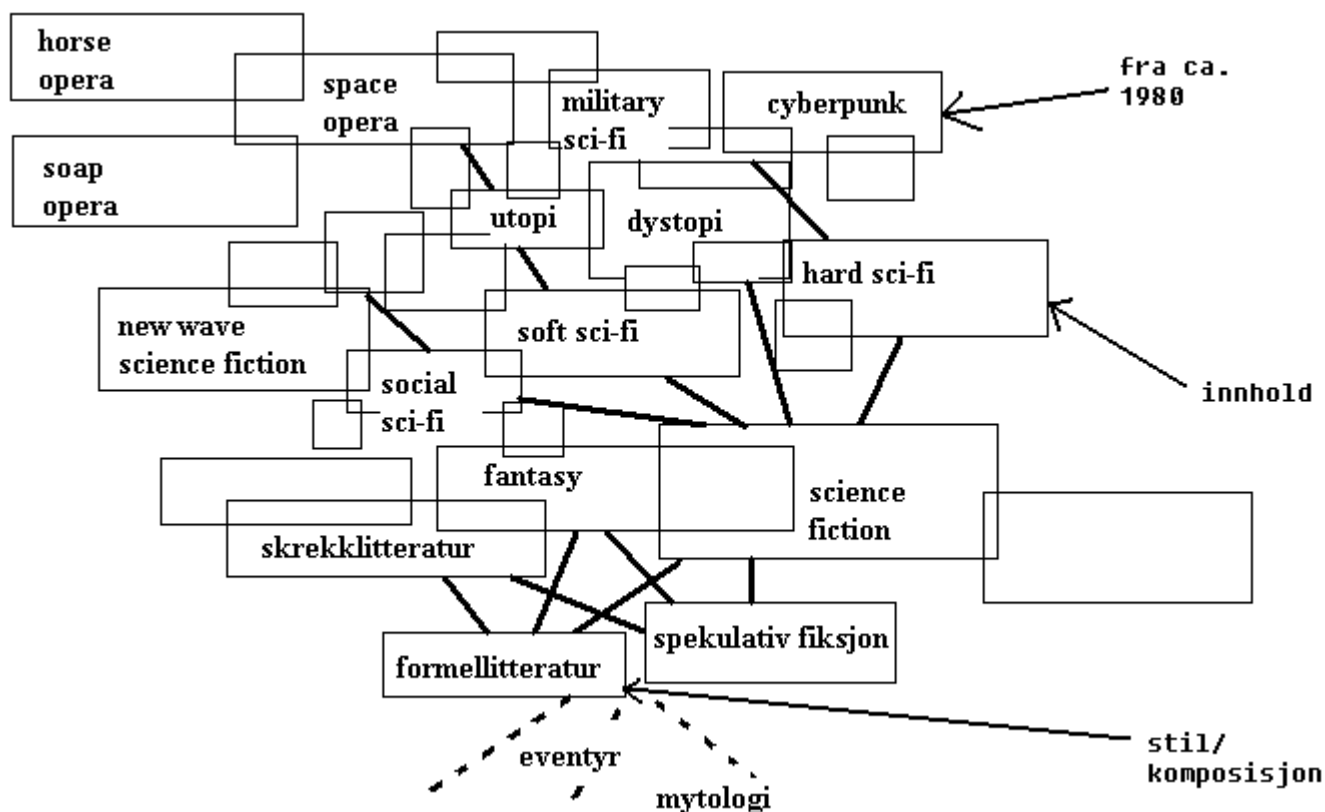 horse
opera
space
opera
military
sci-fi
cyberpunk
fra ca.
1980
soap
opera
utopi
dystopi
hard sci-fi
new wave
science fiction
soft sci-fi
social
sci-fi
innhold
fantasy
science
fiction
skrekklitteratur
spekulativ fiksjon
formellitteratur
eventyr
mytologi
stil/
komposisjon